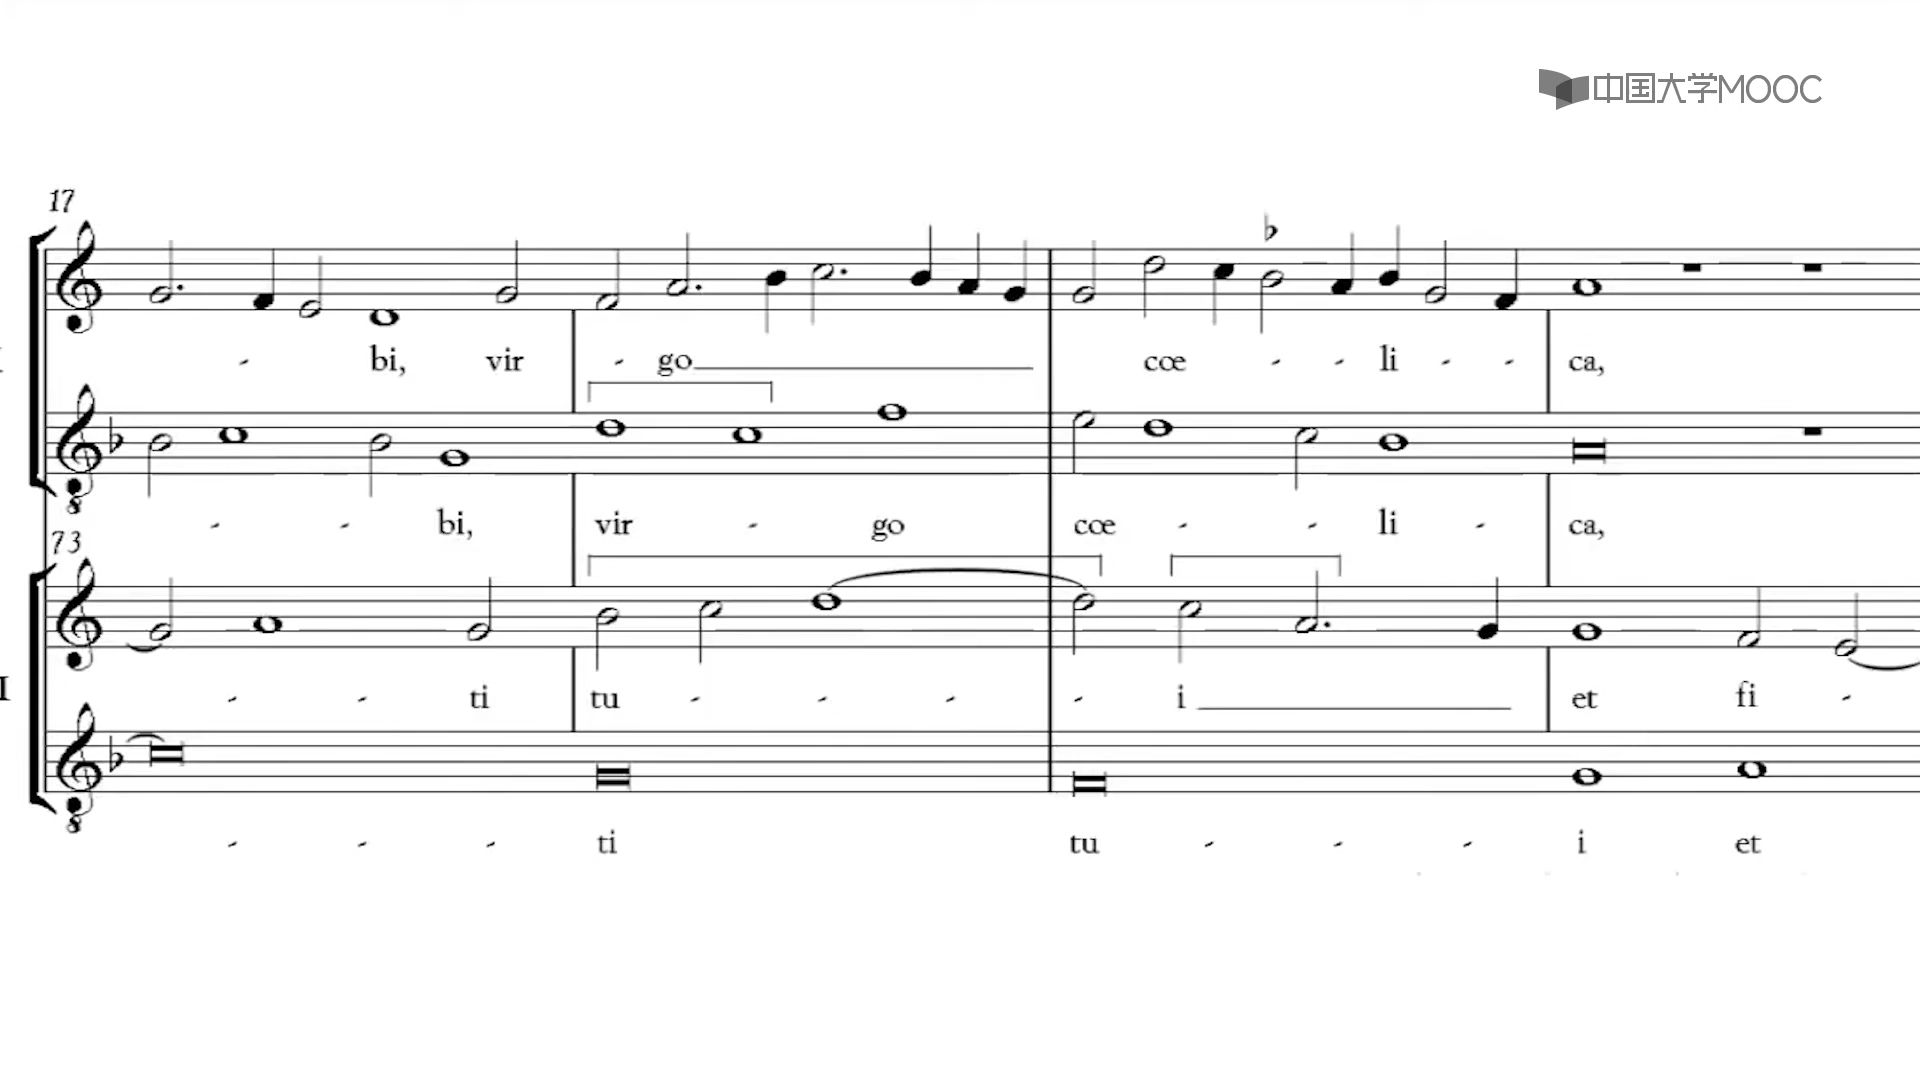 中国大学MOOC
17
bi, vir - go cœ - li - ca,
bi, vir - go cœ - li - ca,
73
I ti tu - i et fi -
ti tu - i et